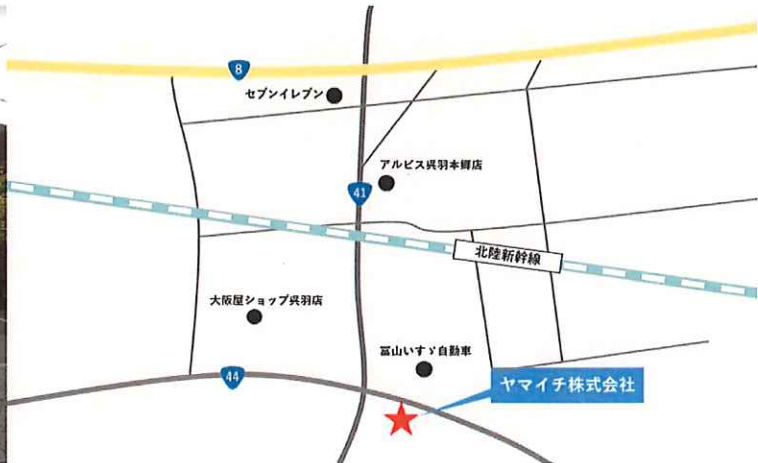 8
セブンイレブン
アルビス呉羽本郷店
41
北陸新幹線
大阪屋ショップ呉羽店
富山いすゞ自動車
44
ヤマイチ株式会社